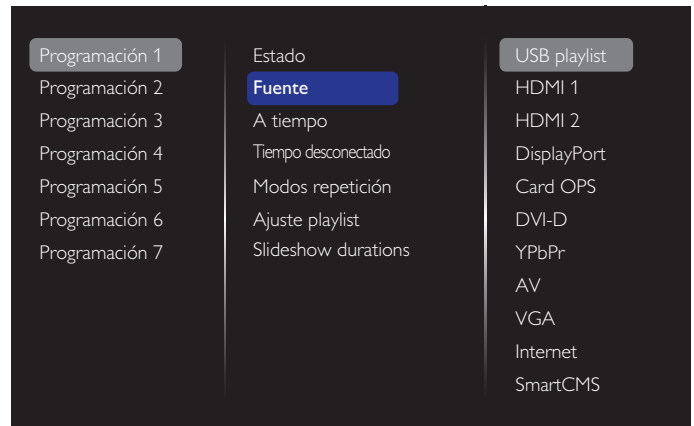 Programación 1
Programación 2
Programación 3
Programación 4
Programación 5
Programación 6
Programación 7
Estado
Fuente
A tiempo
Tiempo desconectado
Modos repetición
Ajuste playlist
Slideshow durations
USB playlist
HDMI 1
HDMI 2
DisplayPort
Card OPS
DVI-D
YPbPr
AV
VGA
Internet
SmartCMS